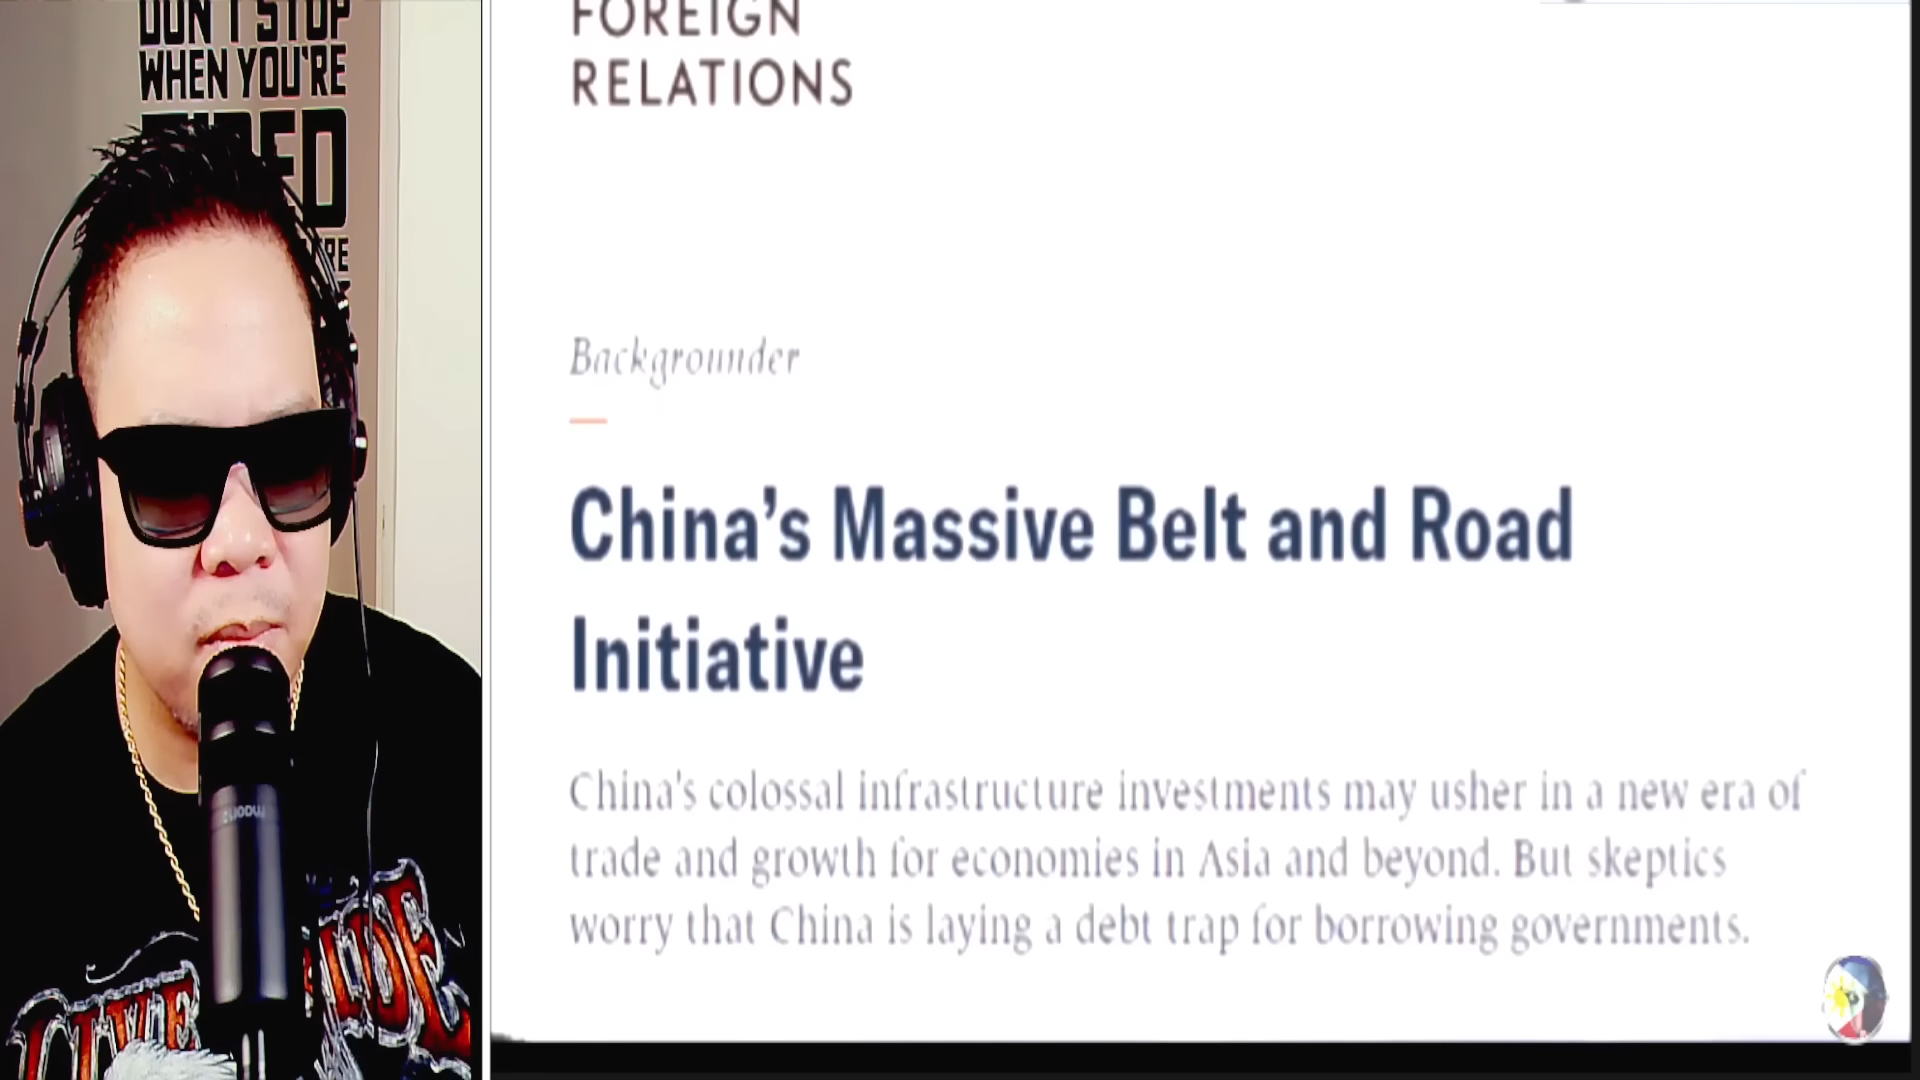 DON'T STOP
WHEN YOU'RE
FOREIGN
RELATIONS
Backgrounder
China's Massive Belt and Road
Initiative
China's colossal infrastructure investments may usher in a new era of
trade and growth for economies in Asia and beyond. But skeptics
worry that China is laying a debt trap for borrowing governments.
LIVE
RIDE